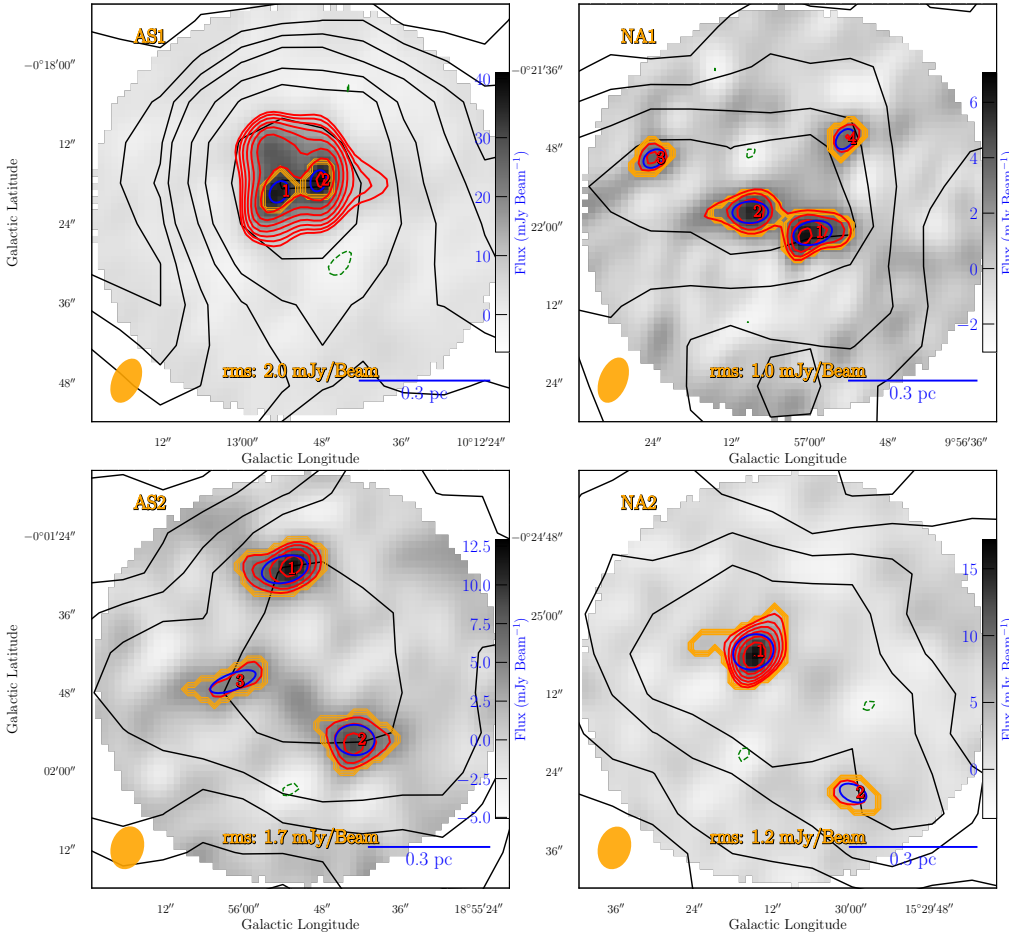 AS1
−0°18′00″
12″
24″
36″
48″
Galactic Latitude
1
2
40
30
20
10
0
Flux (mJy Beam−1)
rms: 2.0 mJy/Beam
0.3 pc
12″ 13′00″ 48″ 36″ 10°12′24″
Galactic Longitude
NA1
−0°21′36″
48″
22′00″
12″
24″
3
4
2
1
6
4
2
0
−2
Flux (mJy Beam−1)
rms: 1.0 mJy/Beam
0.3 pc
24″ 12″ 57′00″ 48″ 9°56′36″
Galactic Longitude
AS2
−0°01′24″
36″
48″
02′00″
12″
Galactic Latitude
1
3
2
12.5
10.0
7.5
5.0
2.5
0.0
−2.5
−5.0
Flux (mJy Beam−1)
rms: 1.7 mJy/Beam
0.3 pc
12″ 56′00″ 48″ 36″ 18°55′24″
Galactic Longitude
NA2
−0°24′48″
25′00″
12″
24″
36″
1
2
15
10
5
0
Flux (mJy Beam−1)
rms: 1.2 mJy/Beam
0.3 pc
36″ 24″ 12″ 30′00″ 15°29′48″
Galactic Longitude